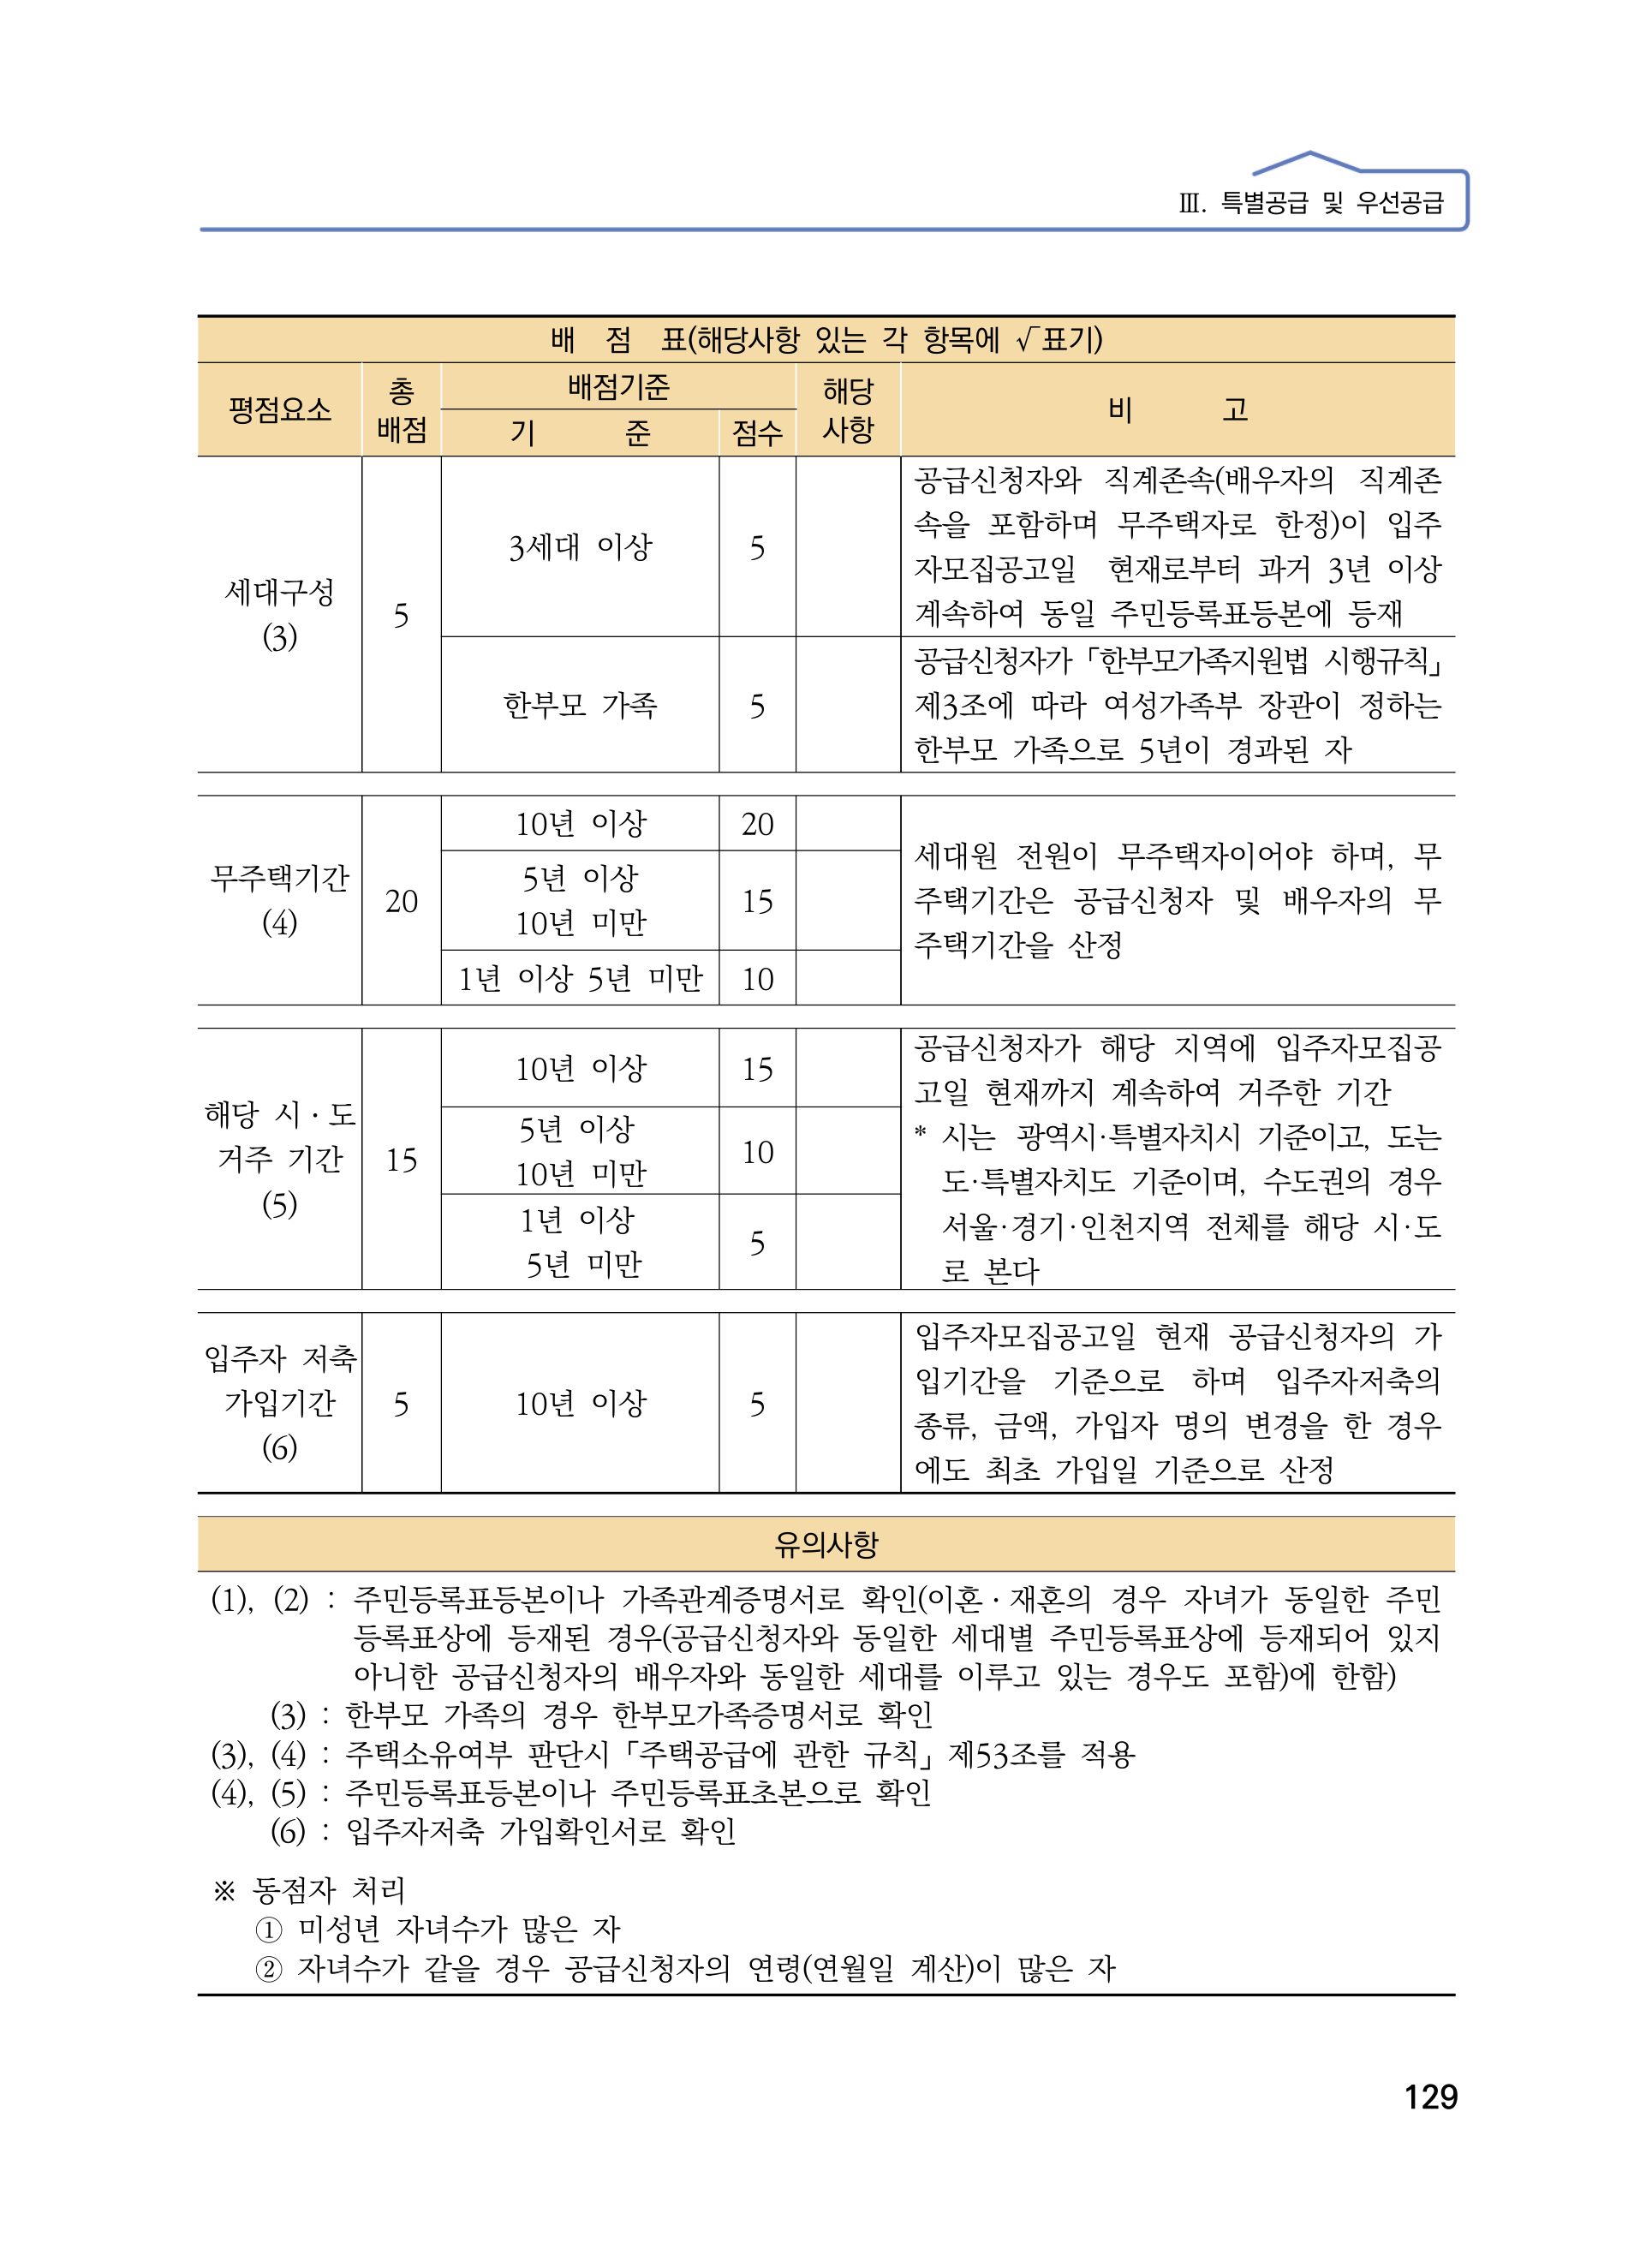 Ⅲ. 특별공급 및 우선공급
배 점 표(해당사항 있는 각 항목에 √표기)
평점요소
총
배점
배점기준
기 준
점수
해당
사항
비 고
세대구성
(3)
5
3세대 이상
5
공급신청자와 직계존속(배우자의 직계존
속을 포함하며 무주택자로 한정)이 입주
자모집공고일 현재로부터 과거 3년 이상
계속하여 동일 주민등록표등본에 등재
한부모 가족
5
공급신청자가 ｢한부모가족지원법 시행규칙｣
제3조에 따라 여성가족부 장관이 정하는
한부모 가족으로 5년이 경과된 자
무주택기간
(4)
20
10년 이상
20
5년 이상
10년 미만
15
1년 이상 5년 미만
10
세대원 전원이 무주택자이어야 하며, 무
주택기간은 공급신청자 및 배우자의 무
주택기간을 산정
해당 시·도
거주 기간
(5)
15
10년 이상
15
5년 이상
10년 미만
10
1년 이상
5년 미만
5
공급신청자가 해당 지역에 입주자모집공
고일 현재까지 계속하여 거주한 기간
* 시는 광역시·특별자치시 기준이고, 도는
도·특별자치도 기준이며, 수도권의 경우
서울·경기·인천지역 전체를 해당 시·도
로 본다
입주자 저축
가입기간
(6)
5
10년 이상
5
입주자모집공고일 현재 공급신청자의 가
입기간을 기준으로 하며 입주자저축의
종류, 금액, 가입자 명의 변경을 한 경우
에도 최초 가입일 기준으로 산정
유의사항
(1), (2) : 주민등록표등본이나 가족관계증명서로 확인(이혼·재혼의 경우 자녀가 동일한 주민
등록표상에 등재된 경우(공급신청자와 동일한 세대별 주민등록표상에 등재되어 있지
아니한 공급신청자의 배우자와 동일한 세대를 이루고 있는 경우도 포함)에 한함)
(3) : 한부모 가족의 경우 한부모가족증명서로 확인
(3), (4) : 주택소유여부 판단시 ｢주택공급에 관한 규칙｣ 제53조를 적용
(4), (5) : 주민등록표등본이나 주민등록표초본으로 확인
(6) : 입주자저축 가입확인서로 확인
※ 동점자 처리
① 미성년 자녀수가 많은 자
② 자녀수가 같을 경우 공급신청자의 연령(연월일 계산)이 많은 자
129